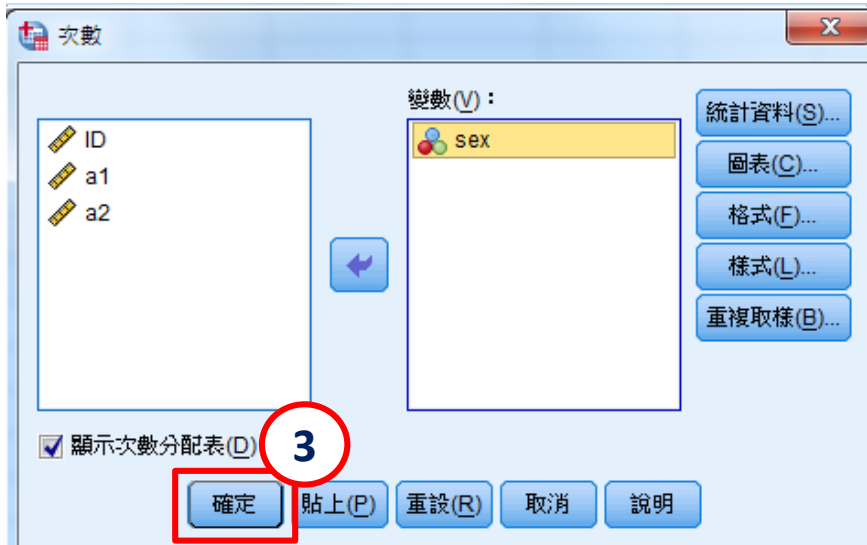 次數
變數(V)：
ID
a1
a2
sex
統計資料(S)...
圖表(C)...
格式(F)...
樣式(L)...
重複取樣(B)...
顯示次數分配表(D)
3
確定 貼上(P) 重設(R) 取消 說明